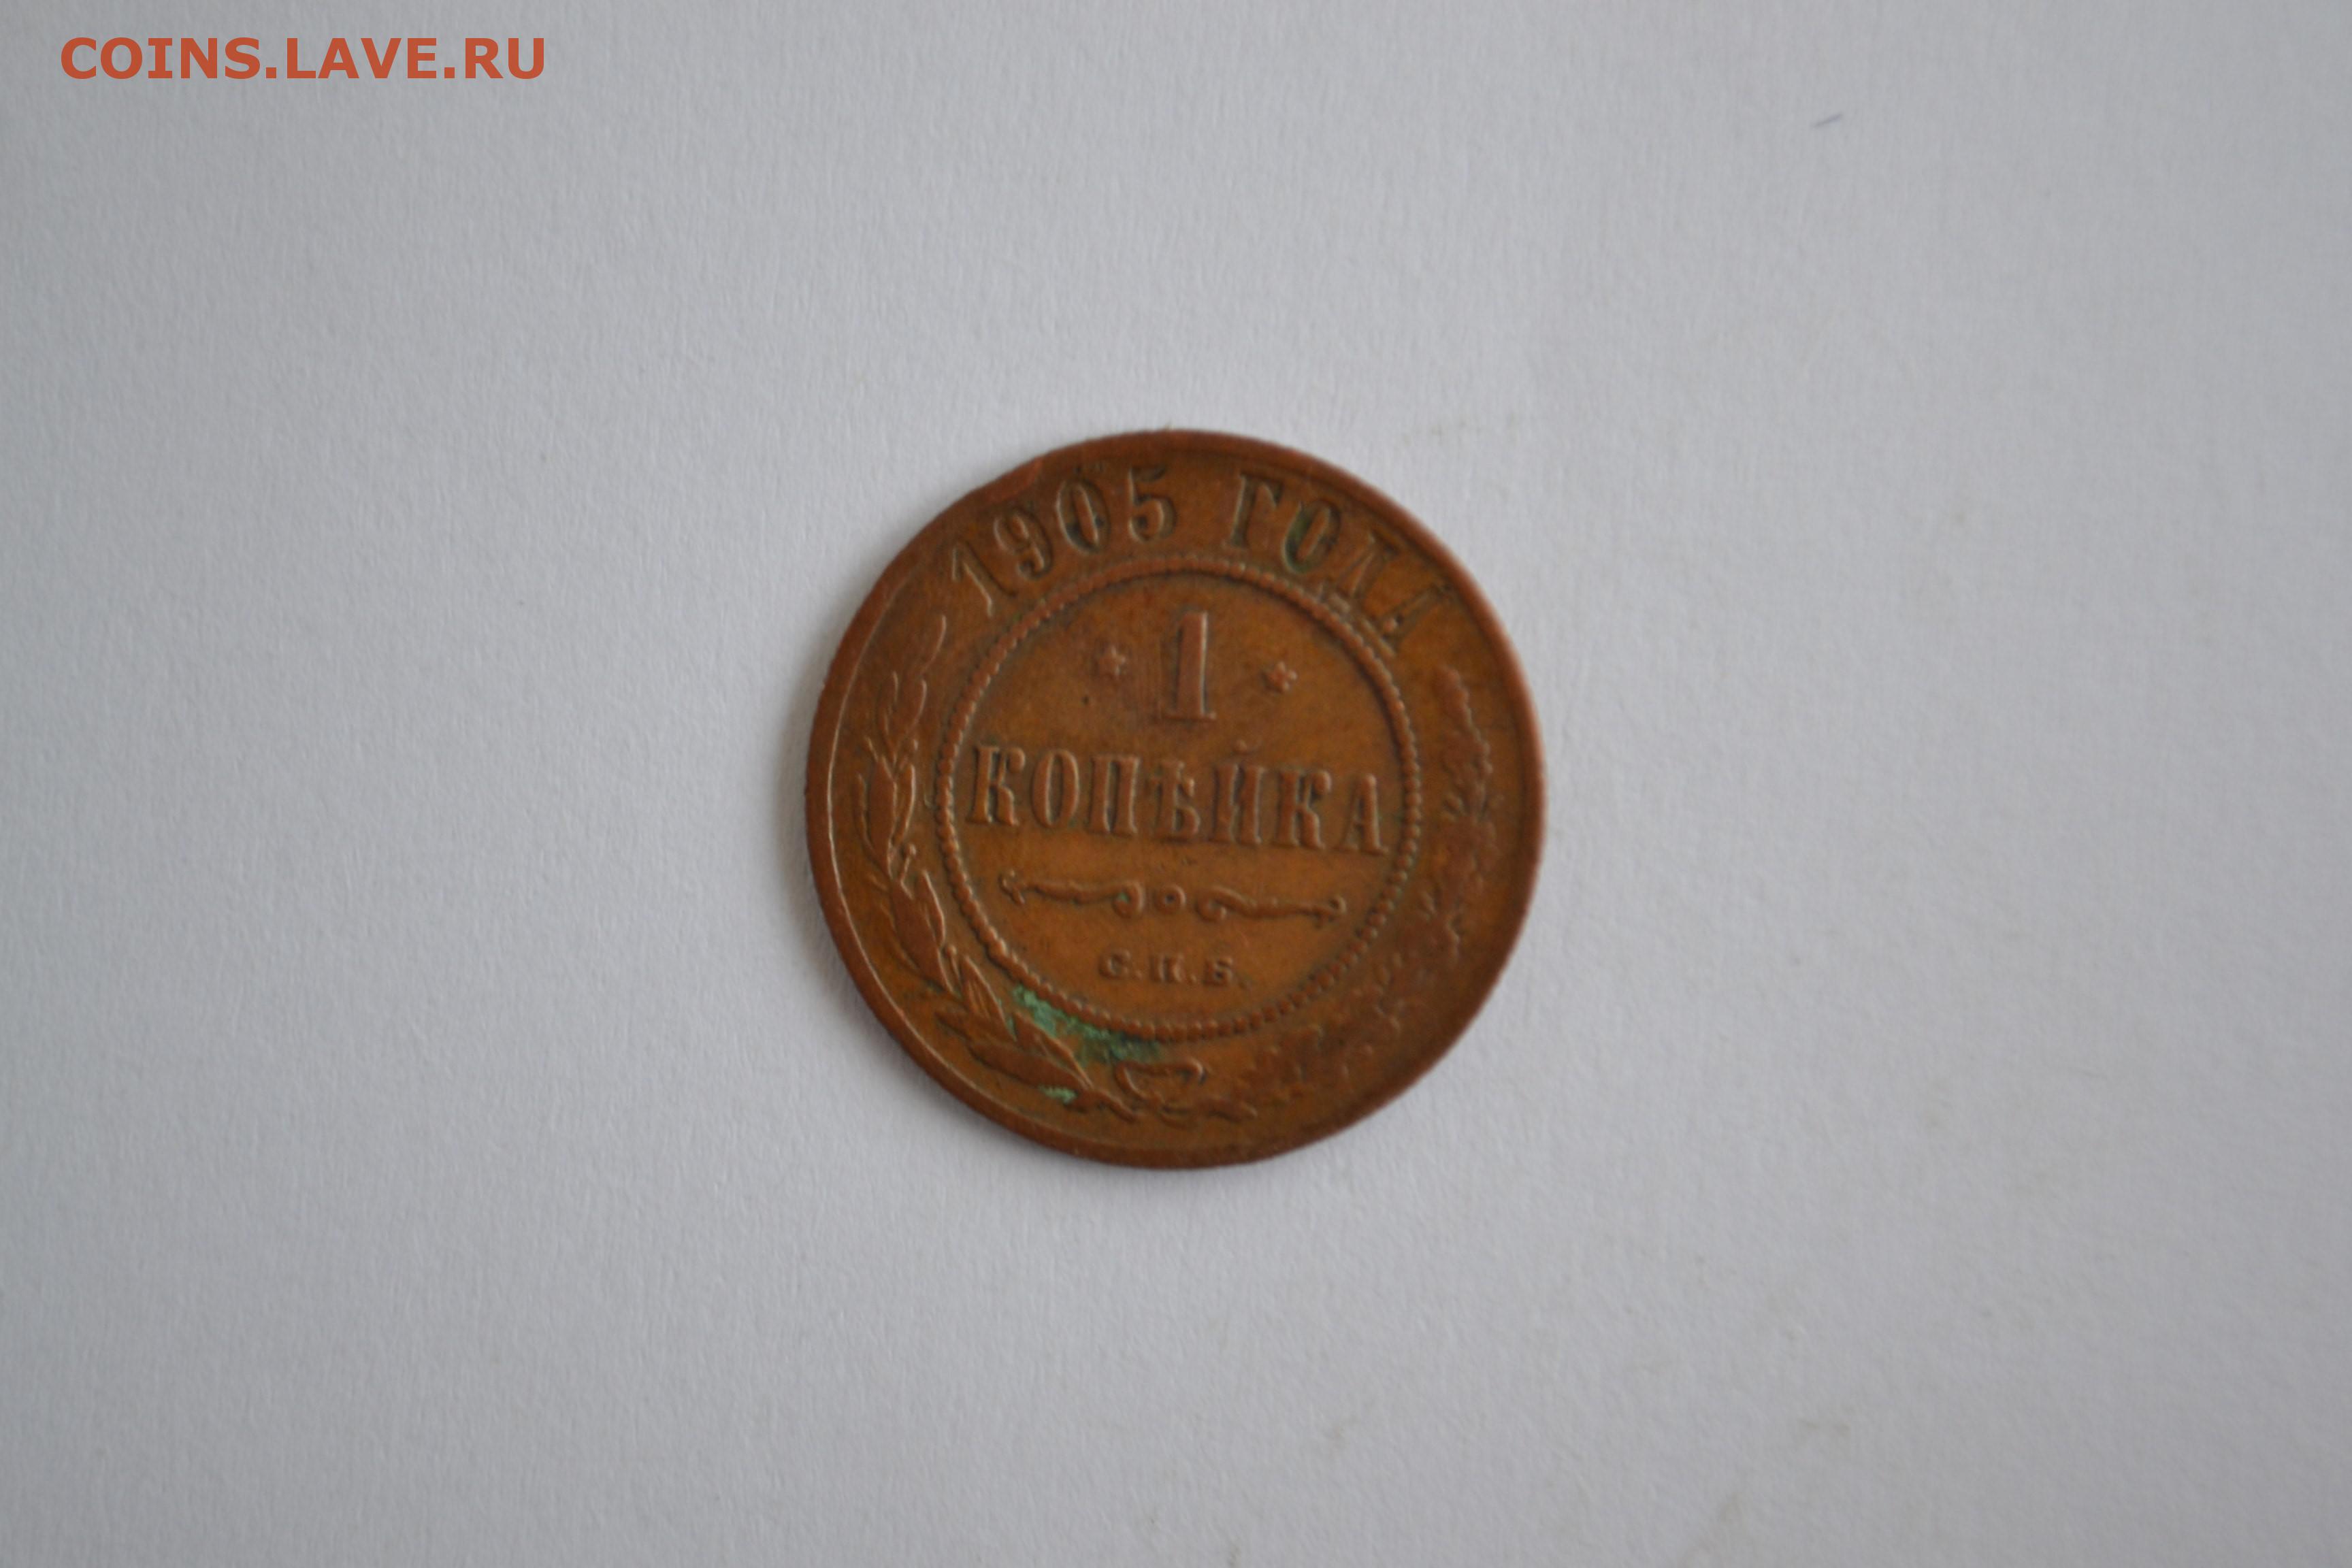 COINS.LAVE.RU
1905 ГОДА
1
КОПѢЙКА
С.П.Б.